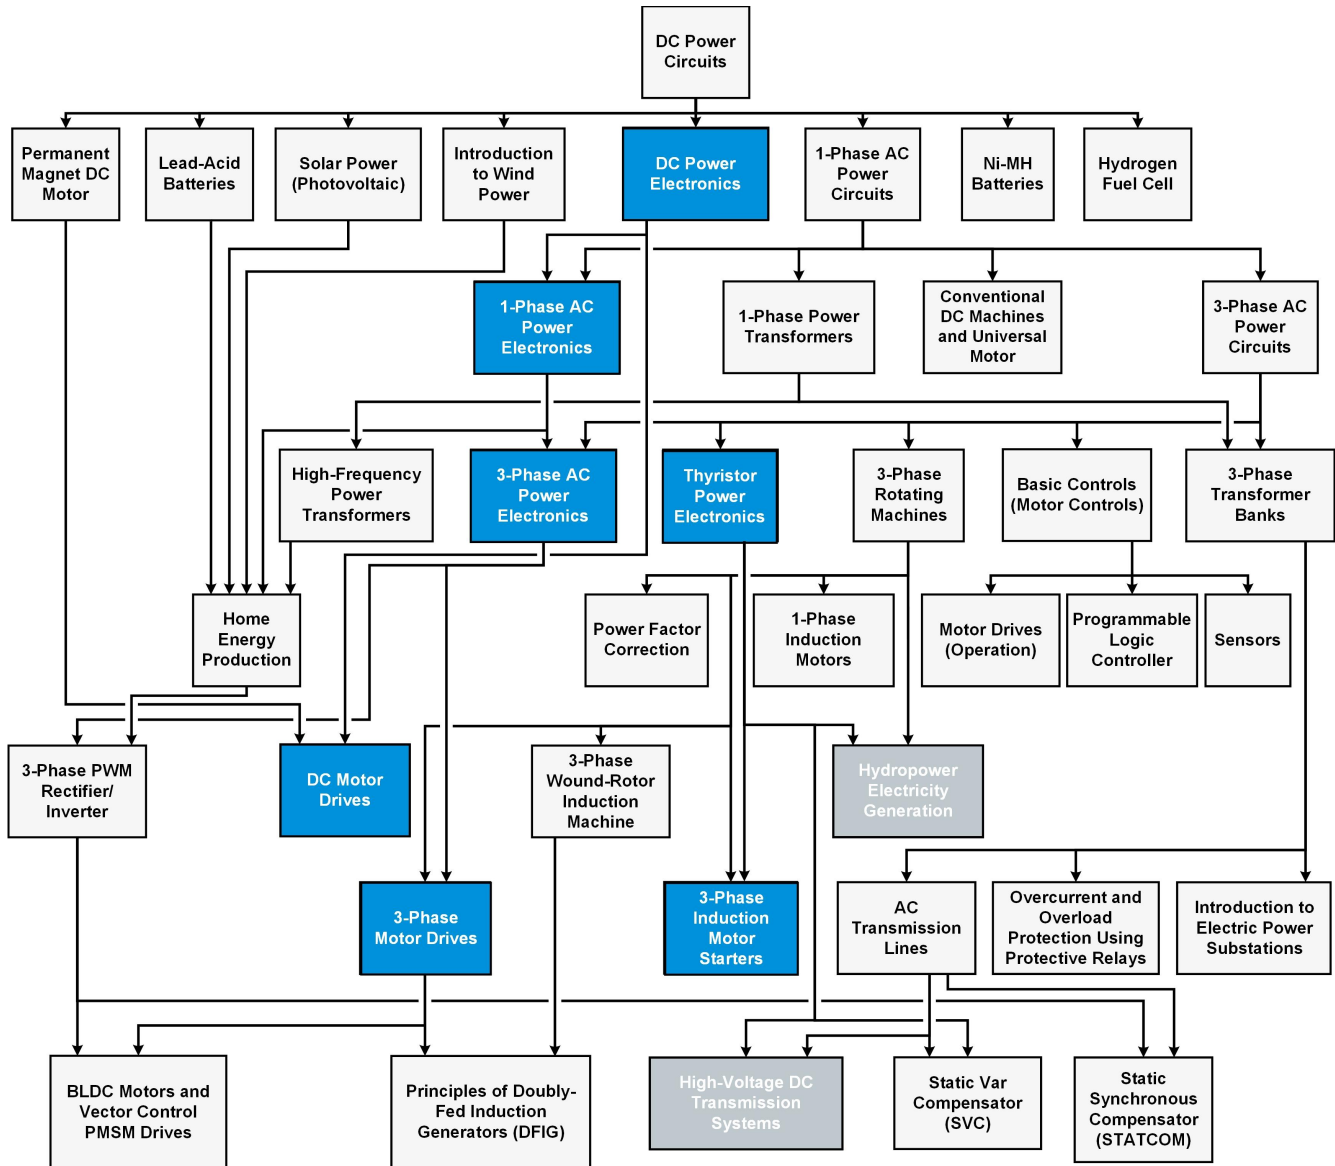 DC Power
Circuits
Permanent
Magnet DC
Motor
Lead-Acid
Batteries
Solar Power
(Photovoltaic)
Introduction
to Wind
Power
DC Power
Electronics
1-Phase AC
Power
Circuits
Ni-MH
Batteries
Hydrogen
Fuel Cell
1-Phase AC
Power
Electronics
1-Phase Power
Transformers
Conventional
DC Machines
and Universal
Motor
3-Phase AC
Power
Circuits
High-Frequency
Power
Transformers
3-Phase AC
Power
Electronics
Thyristor
Power
Electronics
3-Phase
Rotating
Machines
Basic Controls
(Motor Controls)
3-Phase
Transformer
Banks
Home
Energy
Production
Power Factor
Correction
1-Phase
Induction
Motors
Motor Drives
(Operation)
Programmable
Logic
Controller
Sensors
3-Phase PWM
Rectifier/
Inverter
DC Motor
Drives
3-Phase
Wound-Rotor
Induction
Machine
Hydropower
Electricity
Generation
3-Phase
Motor Drives
3-Phase
Induction
Motor
Starters
AC
Transmission
Lines
Overcurrent and
Overload
Protection Using
Protective Relays
Introduction to
Electric Power
Substations
BLDC Motors and
Vector Control
PMSM Drives
Principles of Doubly-
Fed Induction
Generators (DFIG)
High-Voltage DC
Transmission
Systems
Static Var
Compensator
(SVC)
Static
Synchronous
Compensator
(STATCOM)